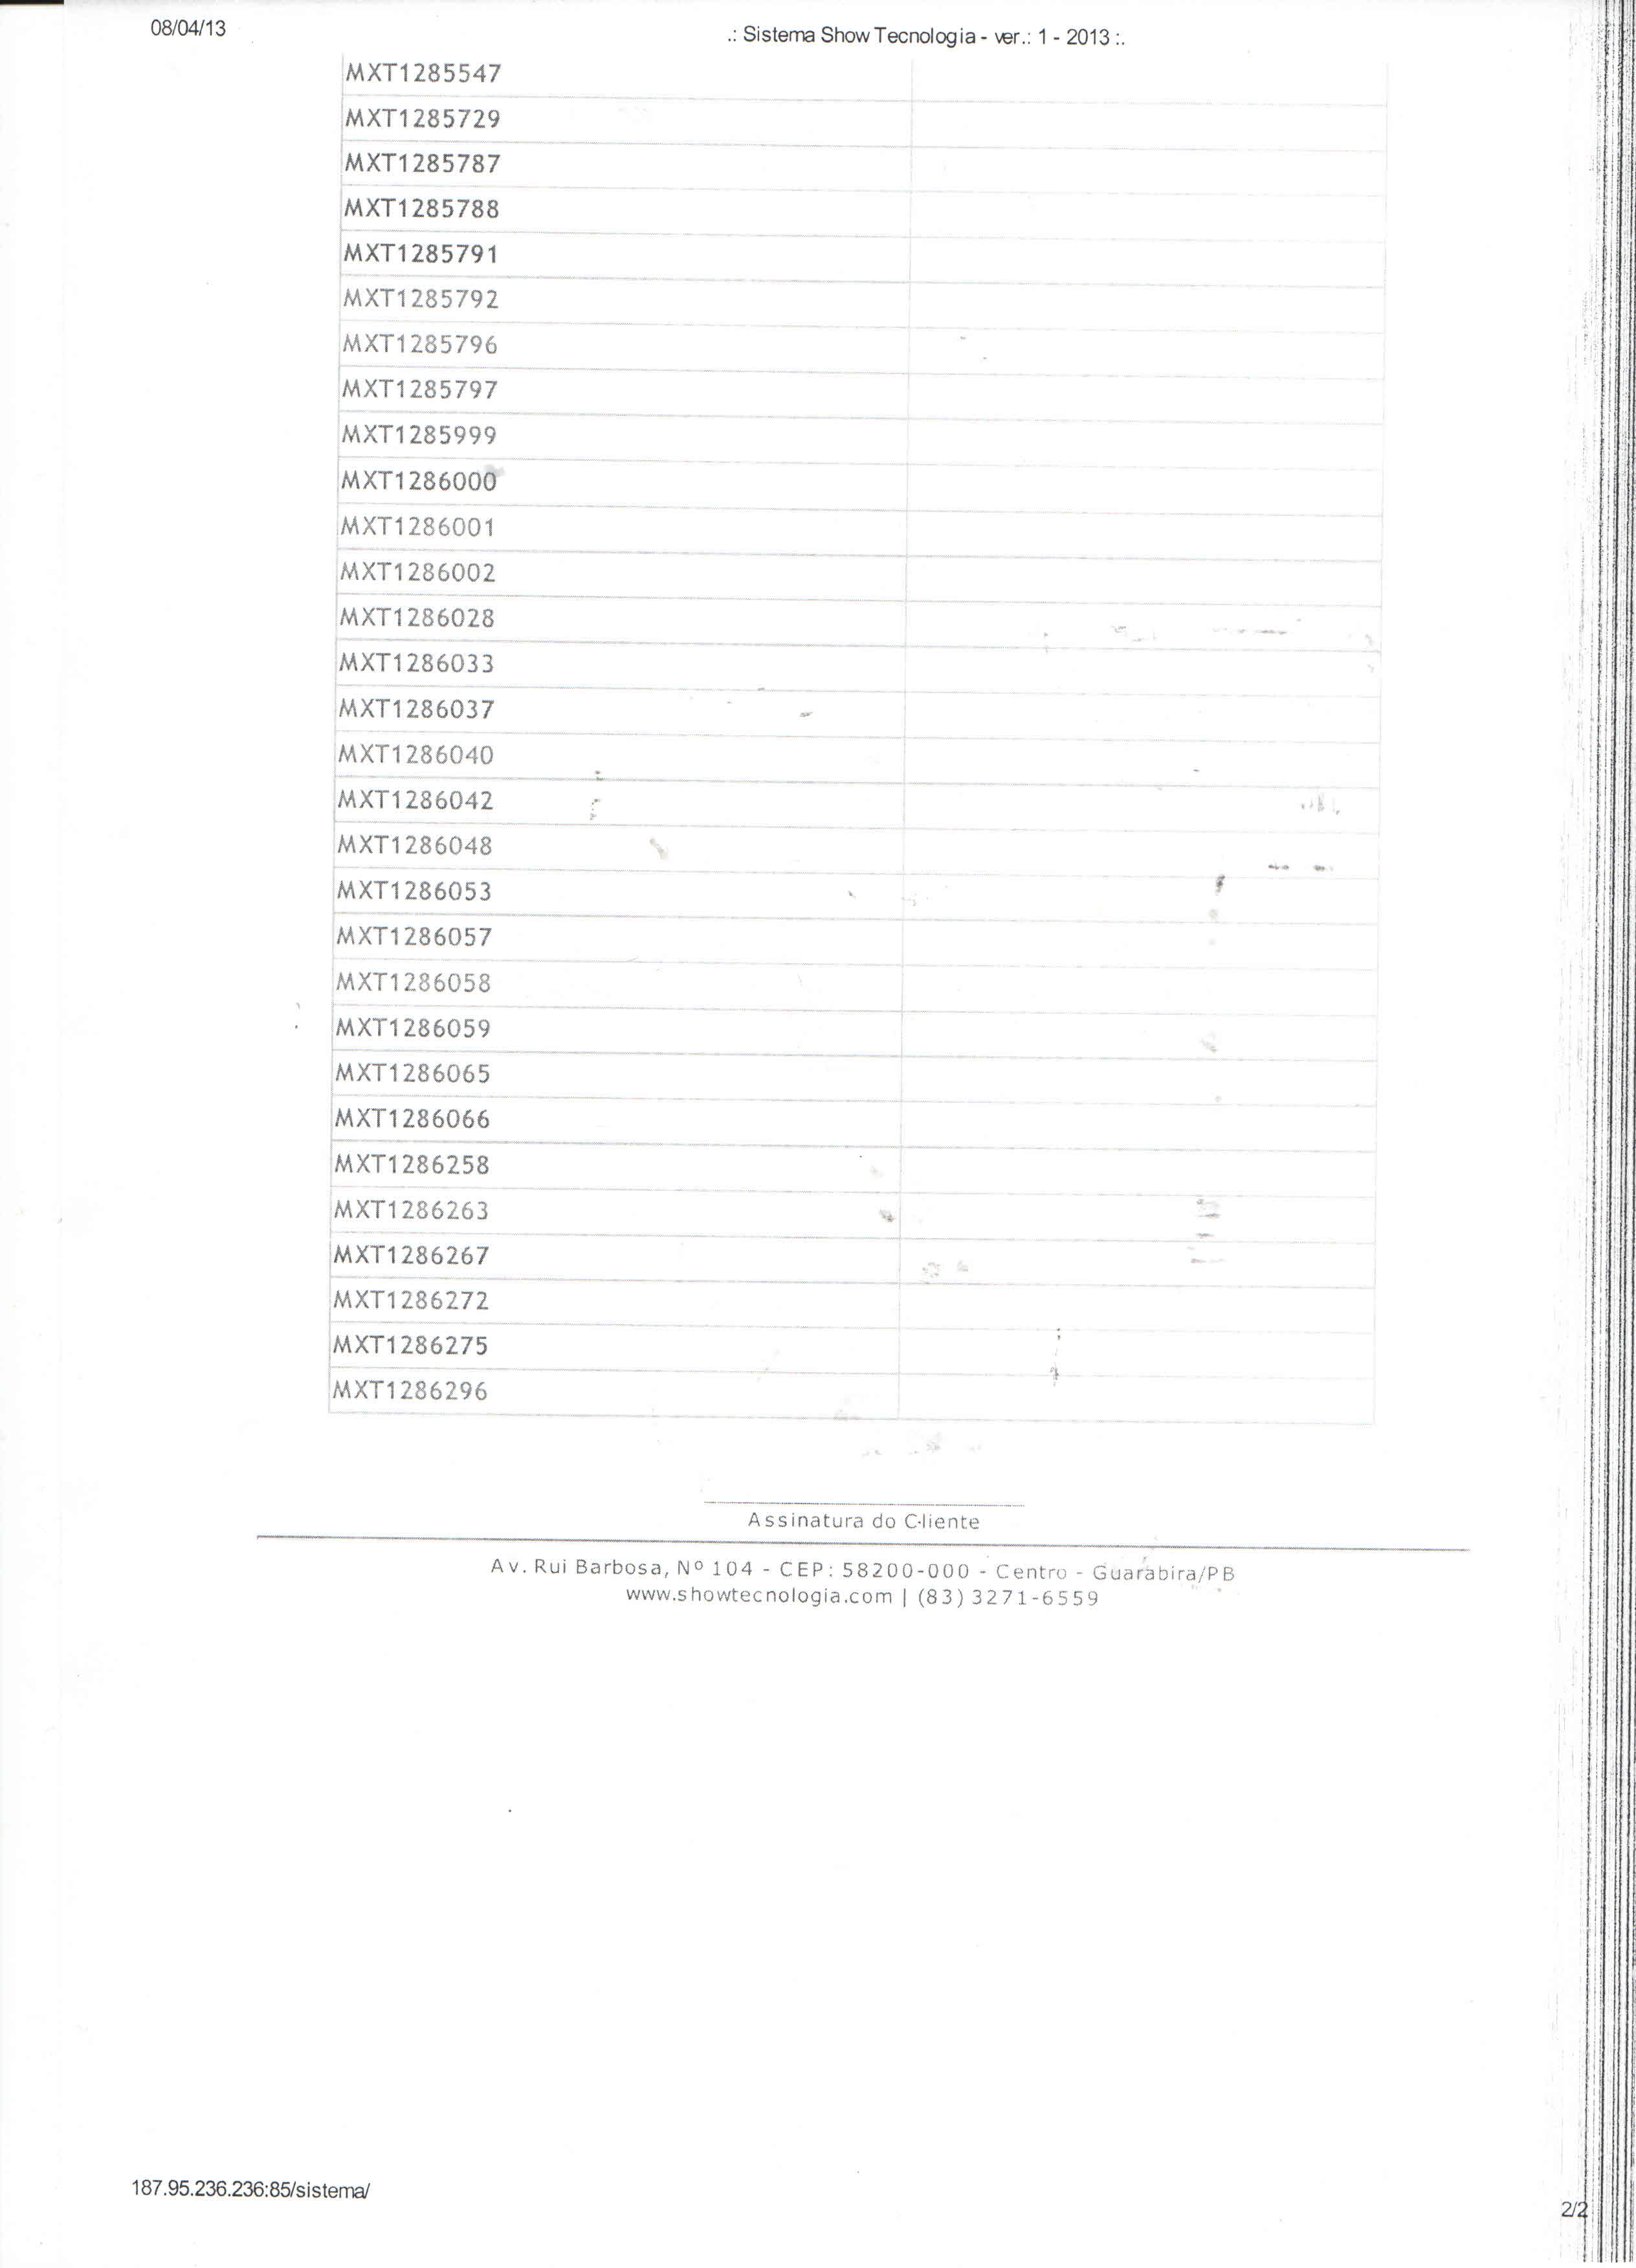 08/04/13
.: Sistema Show Tecnologia - ver.: 1 - 2013 :.
MXT1285547
MXT1285729
MXT1285787
MXT1285788
MXT1285791
MXT1285792
MXT1285796
MXT1285797
MXT1285999
MXT1286000
MXT1286001
MXT1286002
MXT1286028
MXT1286033
MXT1286037
MXT1286040
MXT1286042
MXT1286048
MXT1286053
MXT1286057
MXT1286058
MXT1286059
MXT1286065
MXT1286066
MXT1286258
MXT1286263
MXT1286267
MXT1286272
MXT1286275
MXT1286296
Assinatura do Cliente
Av. Rui Barbosa, Nº 104 - CEP: 58200-000 - Centro - Guarabira/PB
www.showtecnologia.com | (83) 3271-6559
187.95.236.236:85/sistema/
2/2